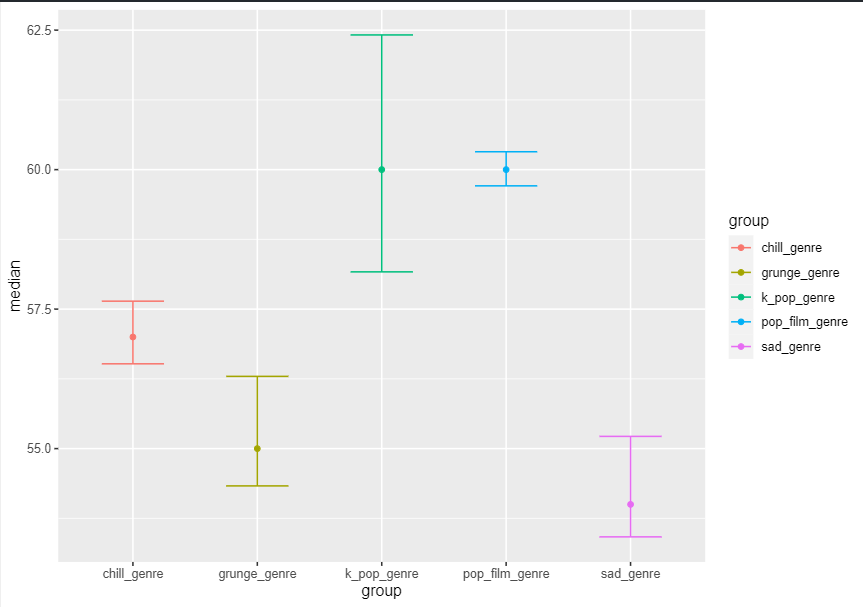 62.5
60.0
57.5
55.0
median
chill_genre grunge_genre k_pop_genre pop_film_genre sad_genre
group
group
chill_genre
grunge_genre
k_pop_genre
pop_film_genre
sad_genre